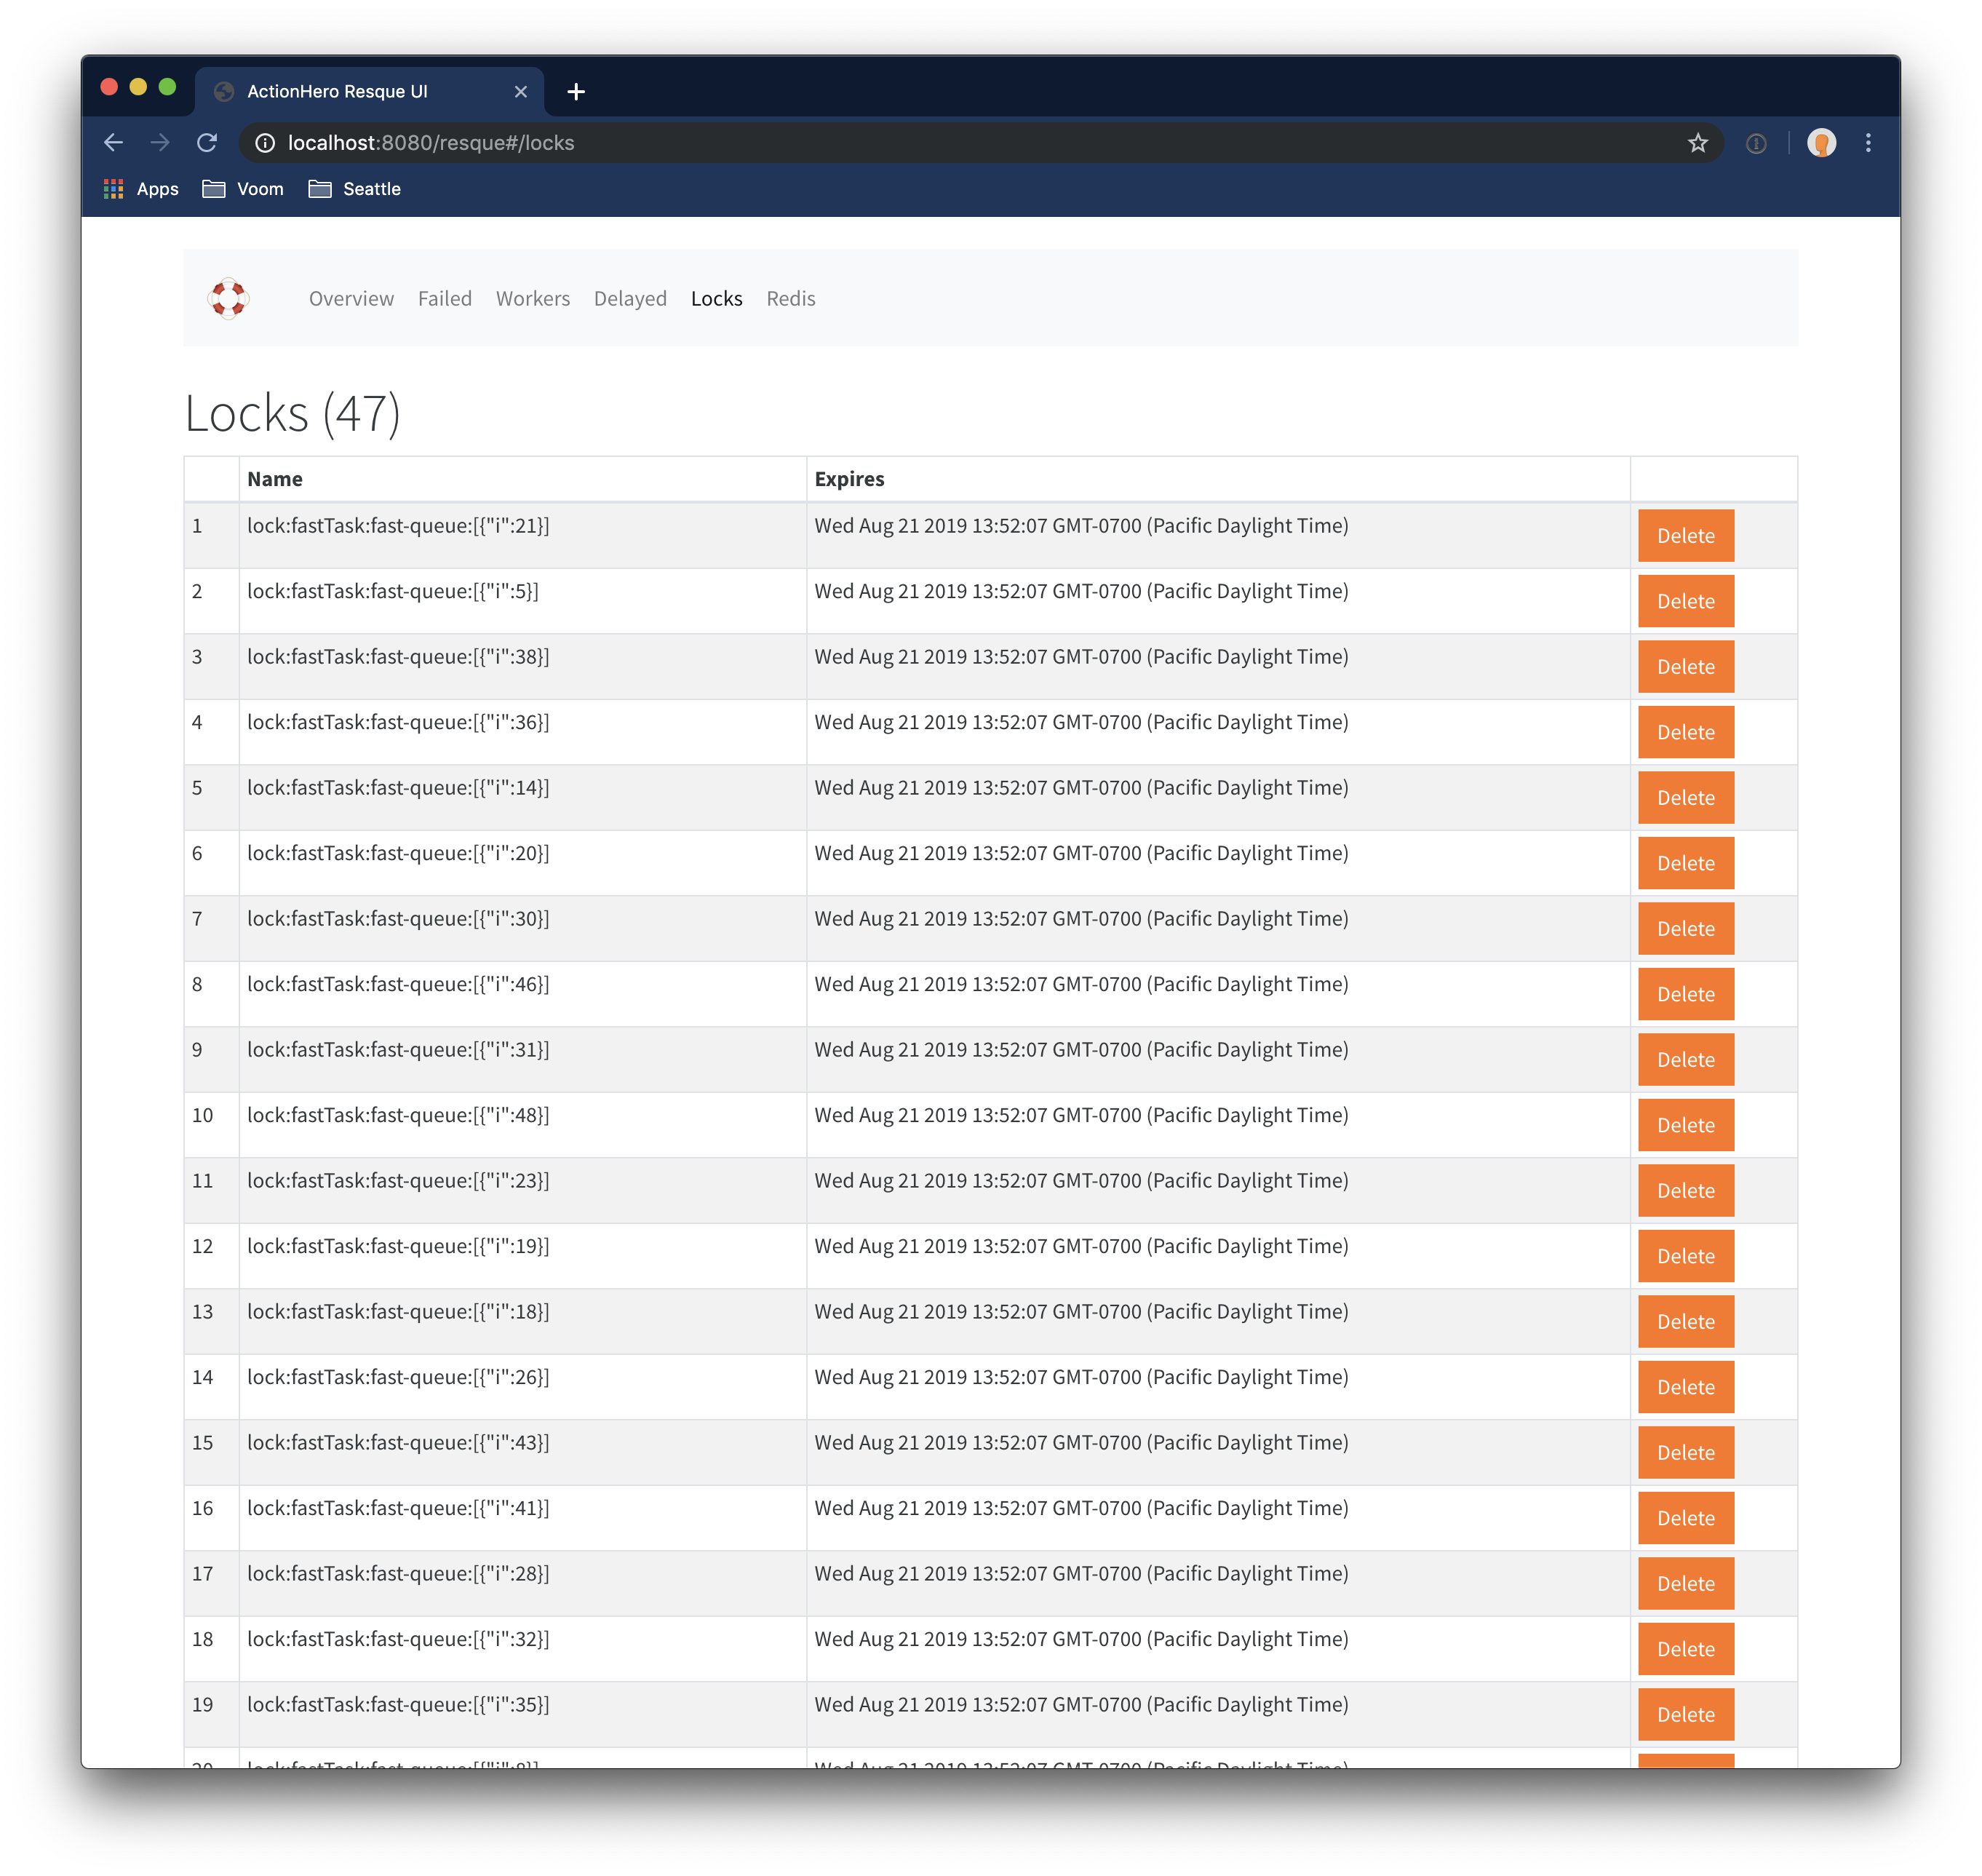 ActionHero Resque UI
localhost:8080/resque#/locks
Apps Voom Seattle
Overview Failed Workers Delayed Locks Redis
Locks (47)
Name Expires
1 lock:fastTask:fast-queue:[{"i":21}] Wed Aug 21 2019 13:52:07 GMT-0700 (Pacific Daylight Time) Delete
2 lock:fastTask:fast-queue:[{"i":5}] Wed Aug 21 2019 13:52:07 GMT-0700 (Pacific Daylight Time) Delete
3 lock:fastTask:fast-queue:[{"i":38}] Wed Aug 21 2019 13:52:07 GMT-0700 (Pacific Daylight Time) Delete
4 lock:fastTask:fast-queue:[{"i":36}] Wed Aug 21 2019 13:52:07 GMT-0700 (Pacific Daylight Time) Delete
5 lock:fastTask:fast-queue:[{"i":14}] Wed Aug 21 2019 13:52:07 GMT-0700 (Pacific Daylight Time) Delete
6 lock:fastTask:fast-queue:[{"i":20}] Wed Aug 21 2019 13:52:07 GMT-0700 (Pacific Daylight Time) Delete
7 lock:fastTask:fast-queue:[{"i":30}] Wed Aug 21 2019 13:52:07 GMT-0700 (Pacific Daylight Time) Delete
8 lock:fastTask:fast-queue:[{"i":46}] Wed Aug 21 2019 13:52:07 GMT-0700 (Pacific Daylight Time) Delete
9 lock:fastTask:fast-queue:[{"i":31}] Wed Aug 21 2019 13:52:07 GMT-0700 (Pacific Daylight Time) Delete
10 lock:fastTask:fast-queue:[{"i":48}] Wed Aug 21 2019 13:52:07 GMT-0700 (Pacific Daylight Time) Delete
11 lock:fastTask:fast-queue:[{"i":23}] Wed Aug 21 2019 13:52:07 GMT-0700 (Pacific Daylight Time) Delete
12 lock:fastTask:fast-queue:[{"i":19}] Wed Aug 21 2019 13:52:07 GMT-0700 (Pacific Daylight Time) Delete
13 lock:fastTask:fast-queue:[{"i":18}] Wed Aug 21 2019 13:52:07 GMT-0700 (Pacific Daylight Time) Delete
14 lock:fastTask:fast-queue:[{"i":26}] Wed Aug 21 2019 13:52:07 GMT-0700 (Pacific Daylight Time) Delete
15 lock:fastTask:fast-queue:[{"i":43}] Wed Aug 21 2019 13:52:07 GMT-0700 (Pacific Daylight Time) Delete
16 lock:fastTask:fast-queue:[{"i":41}] Wed Aug 21 2019 13:52:07 GMT-0700 (Pacific Daylight Time) Delete
17 lock:fastTask:fast-queue:[{"i":28}] Wed Aug 21 2019 13:52:07 GMT-0700 (Pacific Daylight Time) Delete
18 lock:fastTask:fast-queue:[{"i":32}] Wed Aug 21 2019 13:52:07 GMT-0700 (Pacific Daylight Time) Delete
19 lock:fastTask:fast-queue:[{"i":35}] Wed Aug 21 2019 13:52:07 GMT-0700 (Pacific Daylight Time) Delete